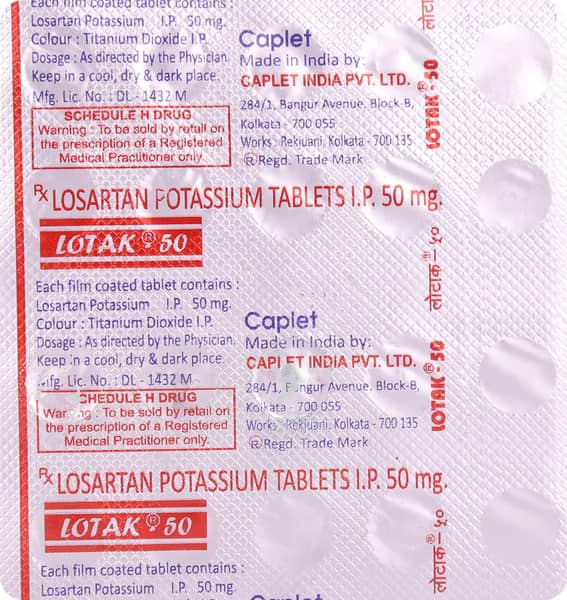 Each film coated tablet contains :
Losartan Potassium I.P. 50 mg.
Colour : Titanium Dioxide I.P.
Dosage : As directed by the Physician.
Keep in a cool, dry & dark place.
Mfg. Lic. No. : DL - 1432 M
SCHEDULE H DRUG
Warning : To be sold by retail on
the prescription of a Registered
Medical Practitioner only.
Caplet
Made in India by:
CAPLET INDIA PVT. LTD.
284/1, Bangur Avenue, Block-B,
Kolkata - 700 055
Works : Rekjuani, Kolkata - 700 135
® Regd. Trade Mark
LOTAK® 50
Rx LOSARTAN POTASSIUM TABLETS I.P. 50 mg.
LOTAK® 50
लोटाक® ५०
Each film coated tablet contains :
Losartan Potassium I.P. 50 mg.
Colour : Titanium Dioxide I.P.
Dosage : As directed by the Physician.
Keep in a cool, dry & dark place.
Mfg. Lic. No. : DL - 1432 M
SCHEDULE H DRUG
Warning : To be sold by retail on
the prescription of a Registered
Medical Practitioner only.
Caplet
Made in India by:
CAPLET INDIA PVT. LTD.
284/1, Bangur Avenue, Block-B,
Kolkata - 700 055
Works : Rekjuani, Kolkata - 700 135
® Regd. Trade Mark
LOTAK® 50
Rx LOSARTAN POTASSIUM TABLETS I.P. 50 mg.
LOTAK® 50
लोटाक® ५०
Each film coated tablet contains :
Losartan Potassium I.P. 50 mg.
Caplet